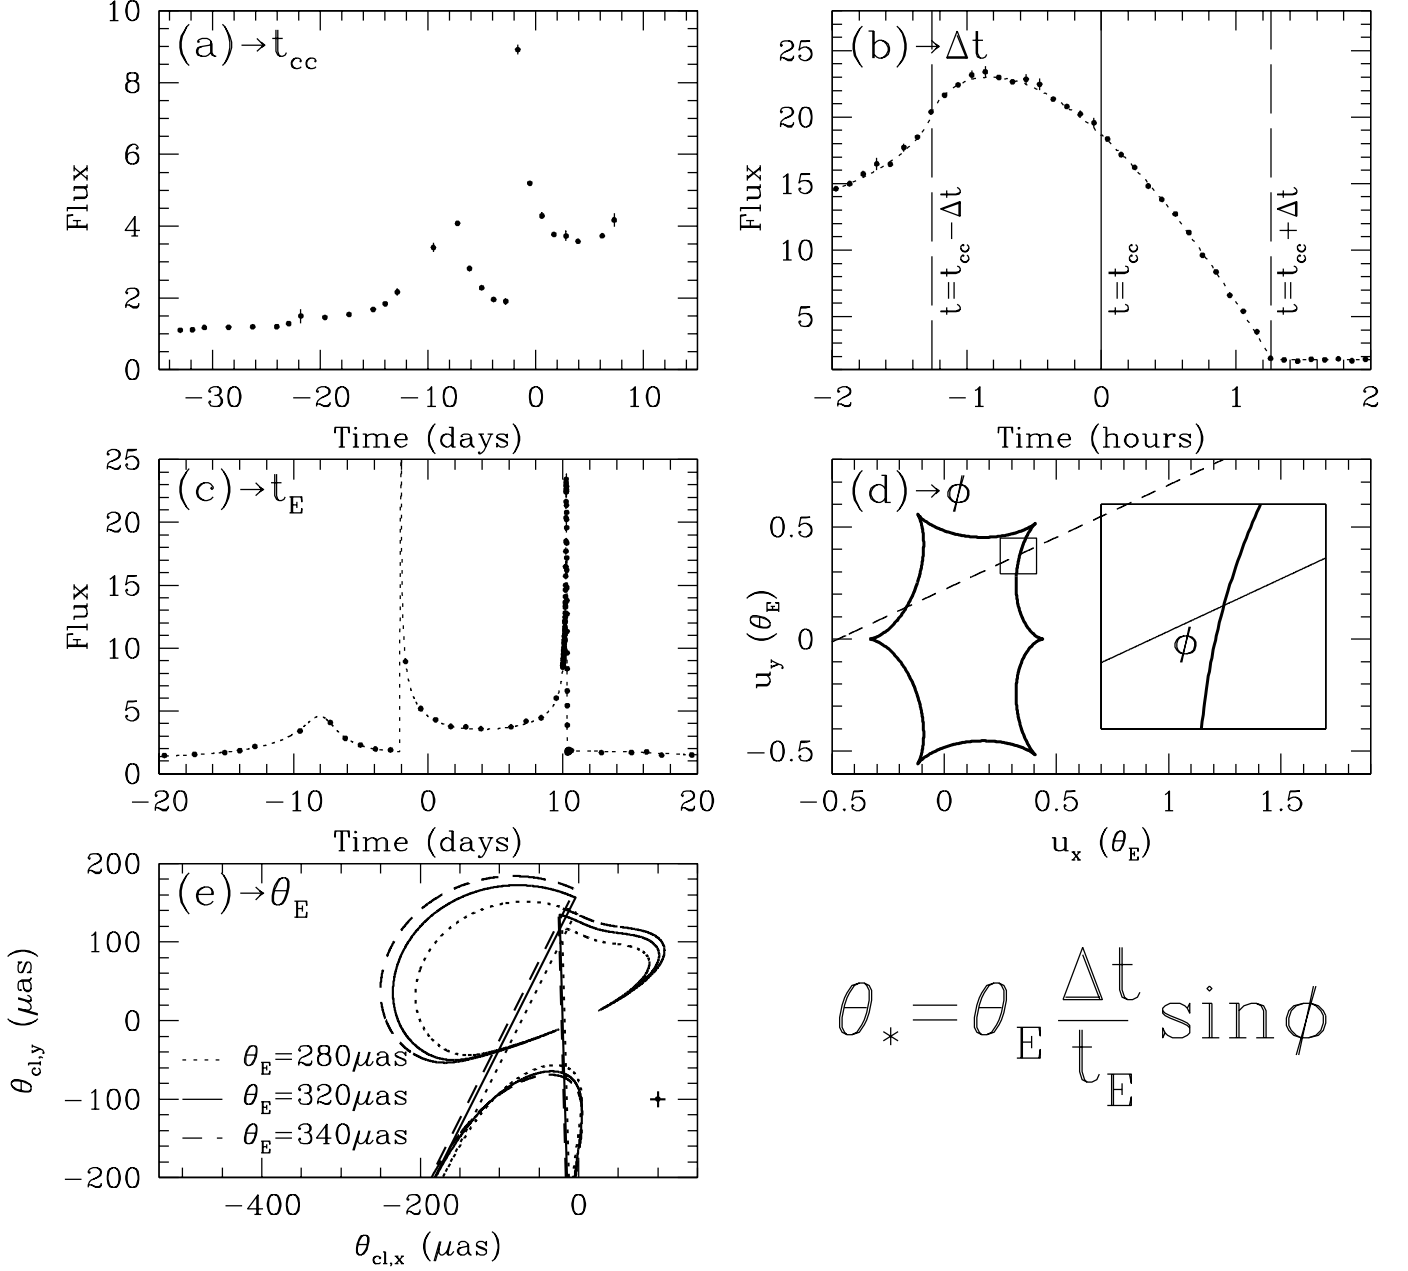 (a)→t_cc
Flux
10
8
6
4
2
0
−30 −20 −10 0 10
Time (days)
(b)→Δt
Flux
25
20
15
10
5
t=t_cc−Δt
t=t_cc
t=t_cc+Δt
−2 −1 0 1 2
Time (hours)
(c)→t_E
Flux
25
20
15
10
5
0
−20 −10 0 10 20
Time (days)
(d)→ϕ
u_y (θ_E)
0.5
0
−0.5
ϕ
−0.5 0 0.5 1 1.5
u_x (θ_E)
(e)→θ_E
θ_cl,y (μas)
200
100
0
−100
−200
θ_E=280μas
θ_E=320μas
θ_E=340μas
−400 −200 0
θ_cl,x (μas)
θ_*=θ_E Δt/t_E sinϕ